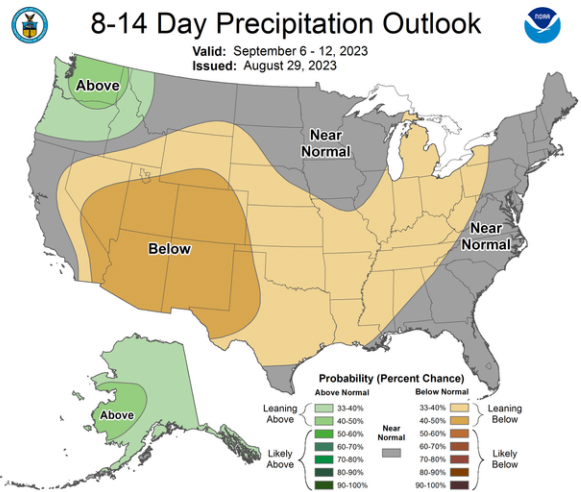 8-14 Day Precipitation Outlook
Valid: September 6 - 12, 2023
Issued: August 29, 2023
NOAA
Above
Near
Normal
Below
Near
Normal
Above
Probability (Percent Chance)
Above Normal
Below Normal
Leaning
Above
33-40%
40-50%
Likely
Above
50-60%
60-70%
70-80%
80-90%
90-100%
Near
Normal
33-40%
40-50%
Leaning
Below
50-60%
60-70%
70-80%
80-90%
90-100%
Likely
Below